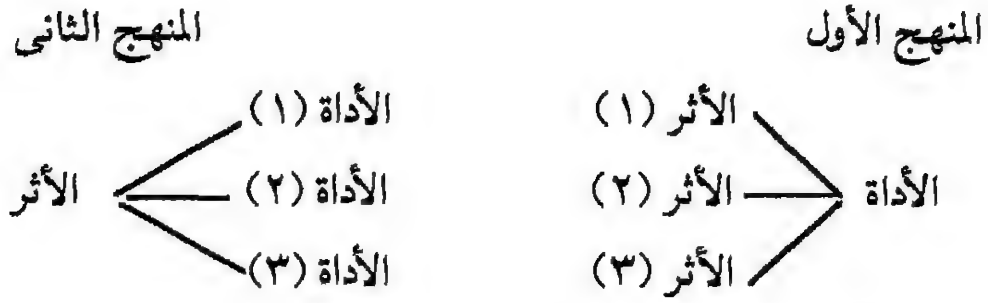 المنهج الأول المنهج الثانى
الأثر (١) الأداة (١)
الأداة الأثر (٢) الأداة (٢) الأثر
الأثر (٣) الأداة (٣)